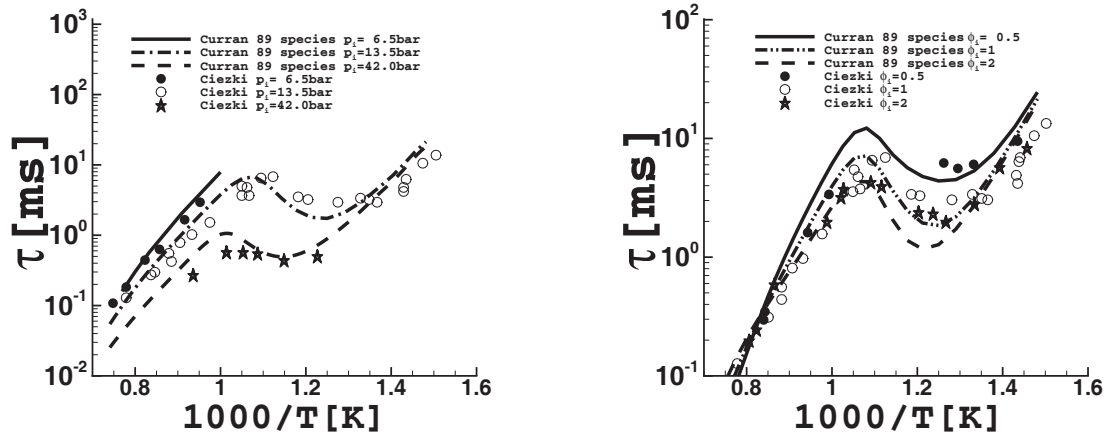 10³
10²
10¹
10⁰
10⁻¹
10⁻²
τ [ms]
Curran 89 species pᵢ= 6.5bar
Curran 89 species pᵢ=13.5bar
Curran 89 species pᵢ=42.0bar
Ciezki pᵢ= 6.5bar
Ciezki pᵢ=13.5bar
Ciezki pᵢ=42.0bar
0.8 1 1.2 1.4 1.6
1000/T[K]
10²
10¹
10⁰
10⁻¹
τ [ms]
Curran 89 species ϕᵢ= 0.5
Curran 89 species ϕᵢ=1
Curran 89 species ϕᵢ=2
Ciezki ϕᵢ=0.5
Ciezki ϕᵢ=1
Ciezki ϕᵢ=2
0.8 1 1.2 1.4 1.6
1000/T[K]